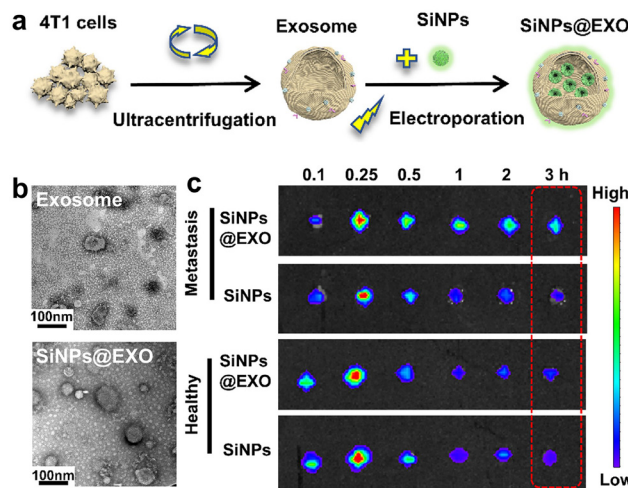 a
4T1 cells
Exosome
SiNPs
SiNPs@EXO
Ultracentrifugation
Electroporation
b
Exosome
100nm
SiNPs@EXO
100nm
c
0.1 0.25 0.5 1 2 3 h
Metastasis
SiNPs
@EXO
SiNPs
Healthy
SiNPs
@EXO
SiNPs
High
Low